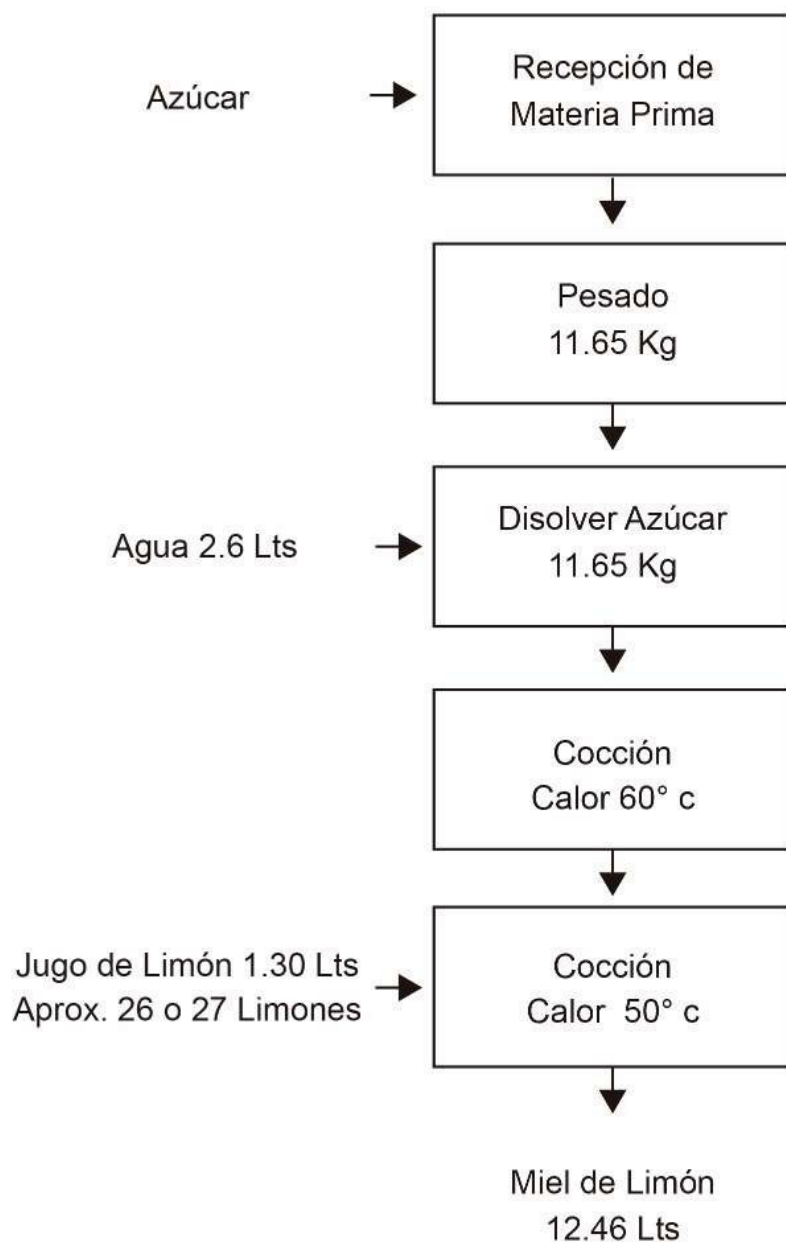 Azúcar
Recepción de
Materia Prima
Pesado
11.65 Kg
Agua 2.6 Lts
Disolver Azúcar
11.65 Kg
Cocción
Calor 60° c
Jugo de Limón 1.30 Lts
Aprox. 26 o 27 Limones
Cocción
Calor 50° c
Miel de Limón
12.46 Lts